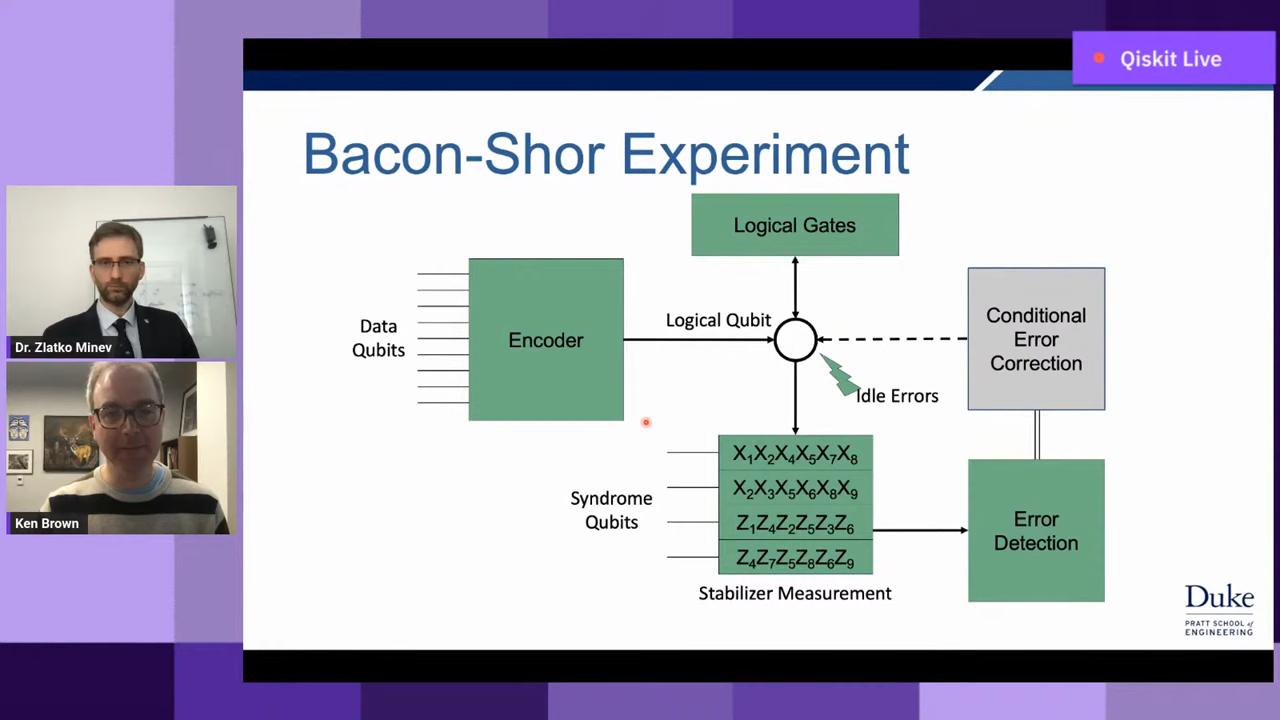 Qiskit Live
Bacon-Shor Experiment
Logical Gates
Data
Qubits
Encoder
Logical Qubit
Conditional
Error
Correction
Idle Errors
Syndrome
Qubits
X₁X₂X₄X₅X₇X₈
X₂X₃X₅X₆X₈X₉
Z₁Z₄Z₂Z₅Z₃Z₆
Z₄Z₇Z₅Z₈Z₆Z₉
Stabilizer Measurement
Error
Detection
Dr. Zlatko Minev
Ken Brown
Duke
PRATT SCHOOL of
ENGINEERING